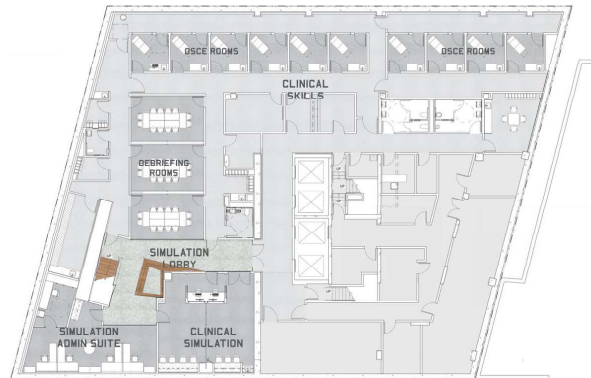 OSCE ROOMS
OSCE ROOMS
CLINICAL
SKILLS
DEBRIEFING
ROOMS
SIMULATION
LOBBY
SIMULATION
ADMIN SUITE
CLINICAL
SIMULATION